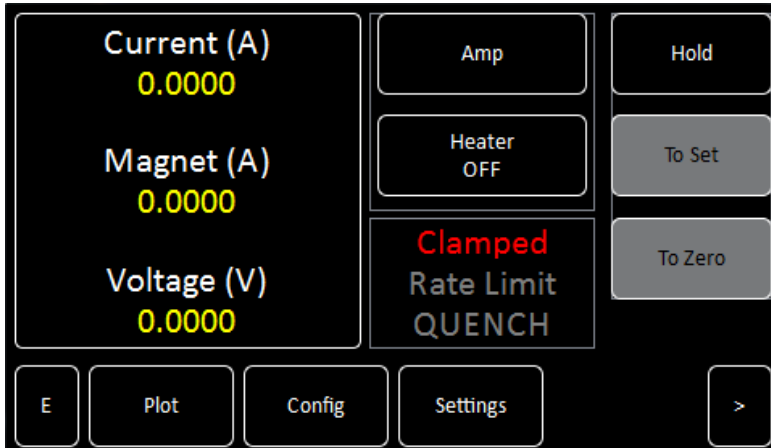 Current (A)
0.0000
Magnet (A)
0.0000
Voltage (V)
0.0000
Amp
Heater
OFF
Clamped
Rate Limit
QUENCH
Hold
To Set
To Zero
E
Plot
Config
Settings
>